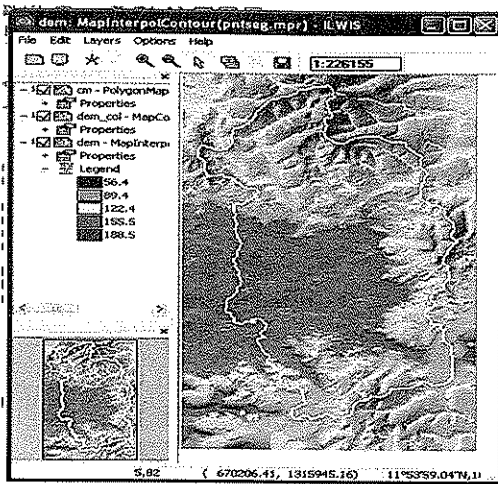 dem: MapInterpolContour(pntseg.mpr) - ILWIS
File Edit Layers Options Help
1:226155
cm - PolygonMap
Properties
dem_col - MapCo
Properties
dem - MapInterp
Properties
Legend
56.4
89.4
122.4
155.5
188.5
5,82 ( 670206.41, 1315945.16) 11°53'59.04"N,1